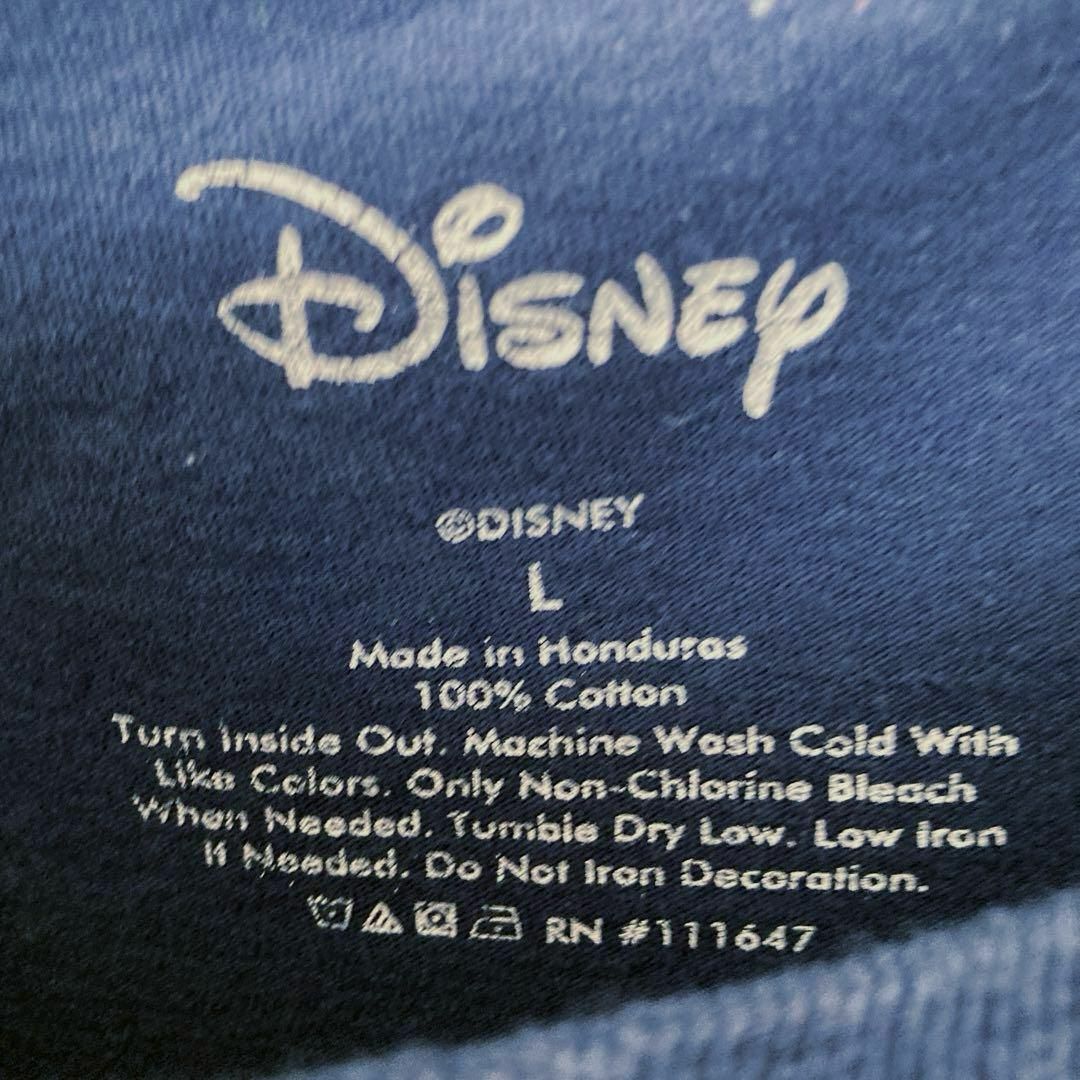 Disney
©DISNEY
L
Made in Honduras
100% Cotton
Turn Inside Out. Machine Wash Cold With
Like Colors. Only Non-Chlorine Bleach
When Needed. Tumble Dry Low. Low Iron
If Needed. Do Not Iron Decoration.
RN #111647